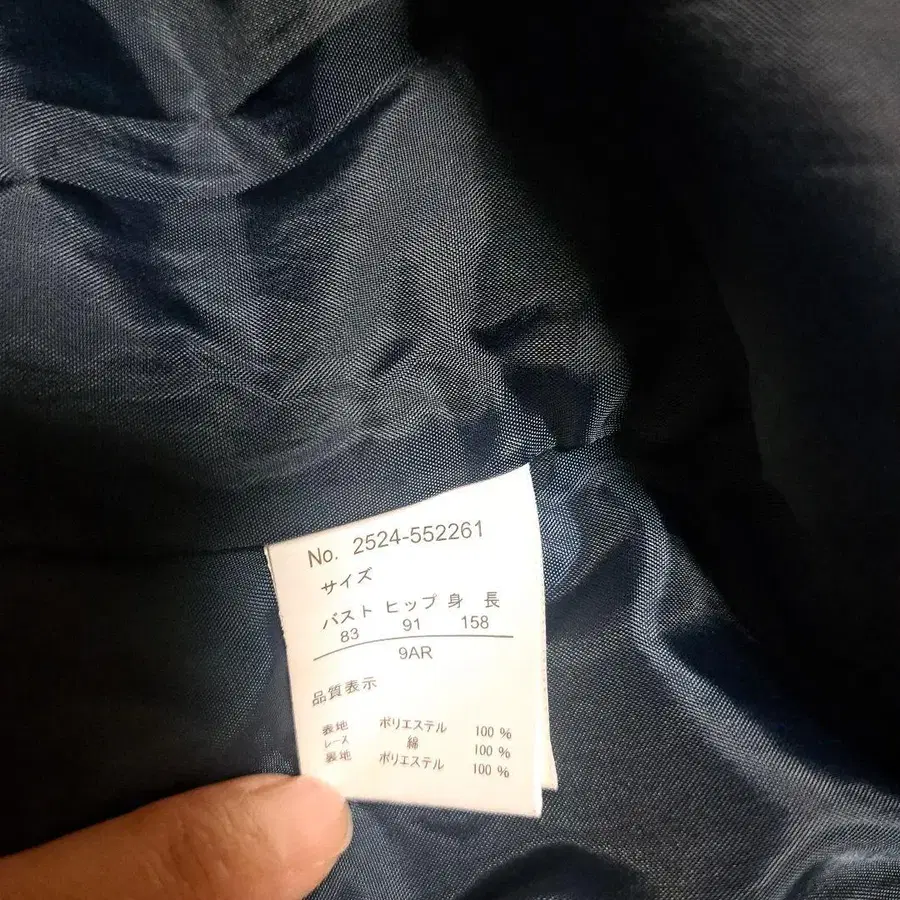 No. 2524-552261
サイズ
バスト ヒップ 身 長
83 91 158
9AR
品質表示
表地 ポリエステル 100 %
レース 綿 100 %
裏地 ポリエステル 100 %